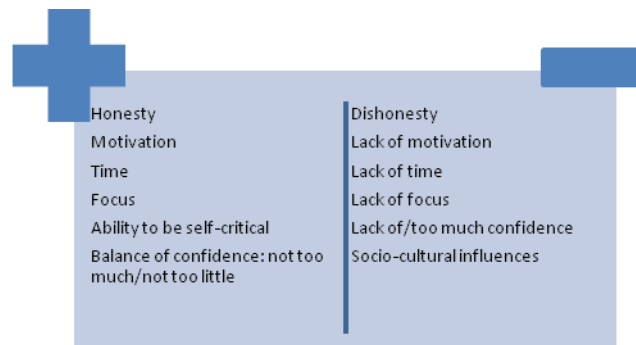 Honesty
Motivation
Time
Focus
Ability to be self-critical
Balance of confidence: not too
much/not too little
Dishonesty
Lack of motivation
Lack of time
Lack of focus
Lack of/too much confidence
Socio-cultural influences